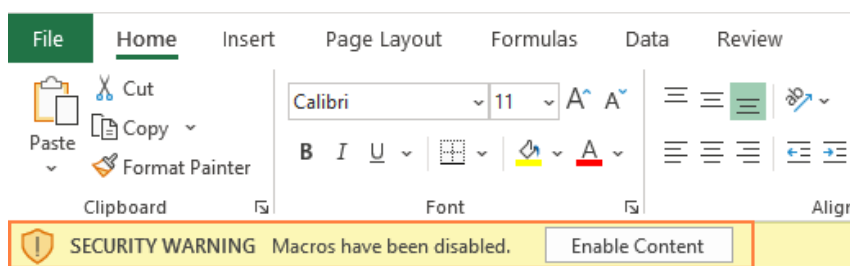 File Home Insert Page Layout Formulas Data Review
Cut
Calibri 11 A A
Paste
Copy
B I U A
Format Painter
Clipboard Font Align
SECURITY WARNING Macros have been disabled. Enable Content